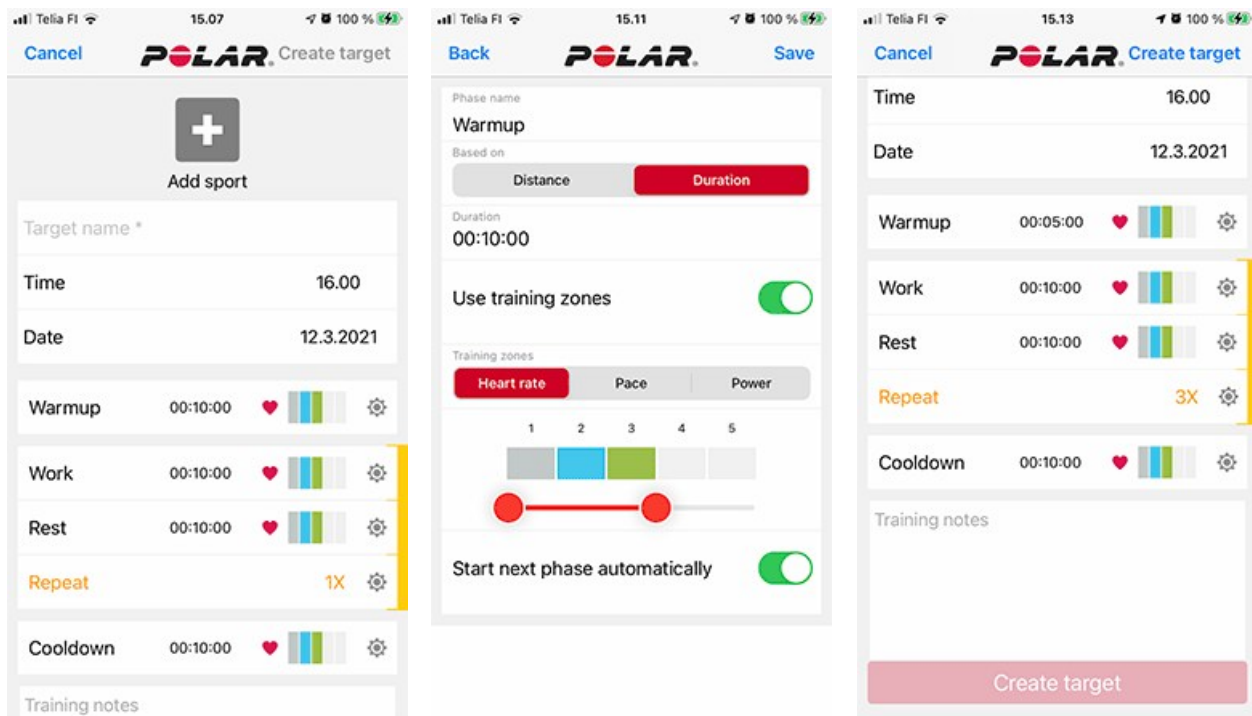 Telia FI 15.07 100 %
Cancel POLAR. Create target
Add sport
Target name *
Time 16.00
Date 12.3.2021
Warmup 00:10:00
Work 00:10:00
Rest 00:10:00
Repeat 1X
Cooldown 00:10:00
Training notes
Telia FI 15.11 100 %
Back POLAR. Save
Phase name
Warmup
Based on
Distance Duration
Duration
00:10:00
Use training zones
Training zones
Heart rate Pace Power
1 2 3 4 5
Start next phase automatically
Telia FI 15.13 100 %
Cancel POLAR. Create target
Time 16.00
Date 12.3.2021
Warmup 00:05:00
Work 00:10:00
Rest 00:10:00
Repeat 3X
Cooldown 00:10:00
Training notes
Create target